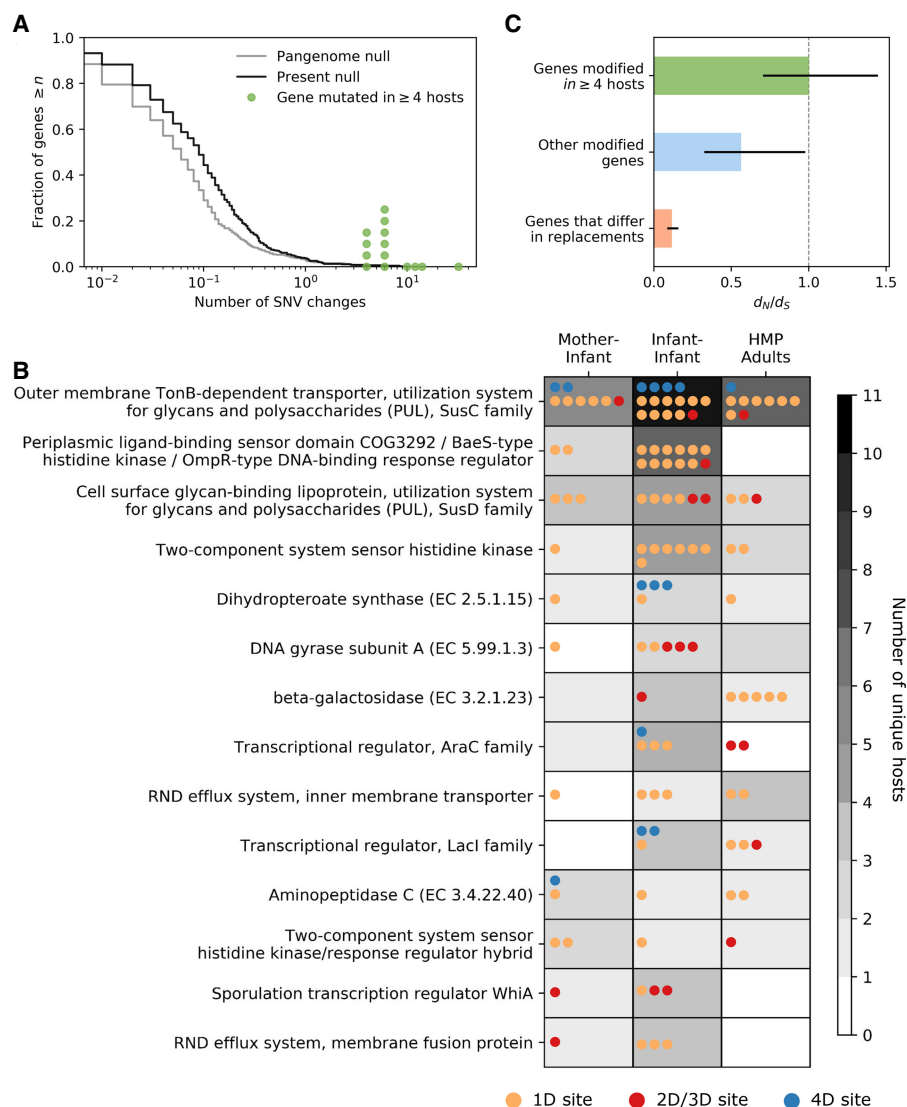 A
1.0
0.8
0.6
0.4
0.2
0.0
Fraction of genes ≥ n
Pangenome null
Present null
Gene mutated in ≥ 4 hosts
10⁻² 10⁻¹ 10⁰ 10¹
Number of SNV changes
C
Genes modified
in ≥ 4 hosts
Other modified
genes
Genes that differ
in replacements
0.0 0.5 1.0 1.5
dN/dS
B
Mother-
Infant
Infant-
Infant
HMP
Adults
Outer membrane TonB-dependent transporter, utilization system
for glycans and polysaccharides (PUL), SusC family
Periplasmic ligand-binding sensor domain COG3292 / BaeS-type
histidine kinase / OmpR-type DNA-binding response regulator
Cell surface glycan-binding lipoprotein, utilization system
for glycans and polysaccharides (PUL), SusD family
Two-component system sensor histidine kinase
Dihydropteroate synthase (EC 2.5.1.15)
DNA gyrase subunit A (EC 5.99.1.3)
beta-galactosidase (EC 3.2.1.23)
Transcriptional regulator, AraC family
RND efflux system, inner membrane transporter
Transcriptional regulator, LacI family
Aminopeptidase C (EC 3.4.22.40)
Two-component system sensor
histidine kinase/response regulator hybrid
Sporulation transcription regulator WhiA
RND efflux system, membrane fusion protein
11
10
9
8
7
6
5
4
3
2
1
0
Number of unique hosts
1D site 2D/3D site 4D site